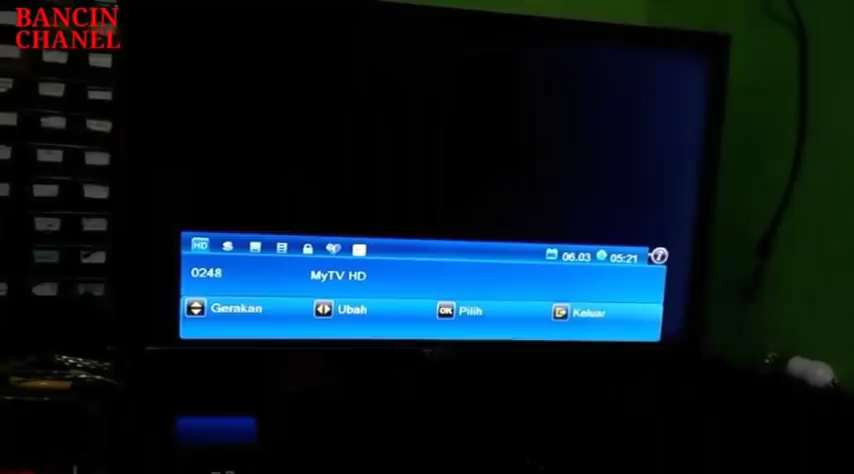 BANCIN
CHANEL
HD 06.03 05:21
0248 MyTV HD
Gerakan Ubah OK Pilih Keluar